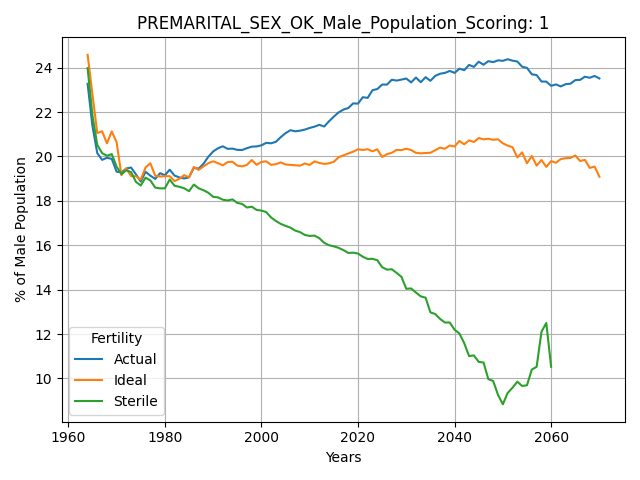 PREMARITAL_SEX_OK_Male_Population_Scoring: 1
% of Male Population
24
22
20
18
16
14
12
10
Fertility
Actual
Ideal
Sterile
1960 1980 2000 2020 2040 2060
Years